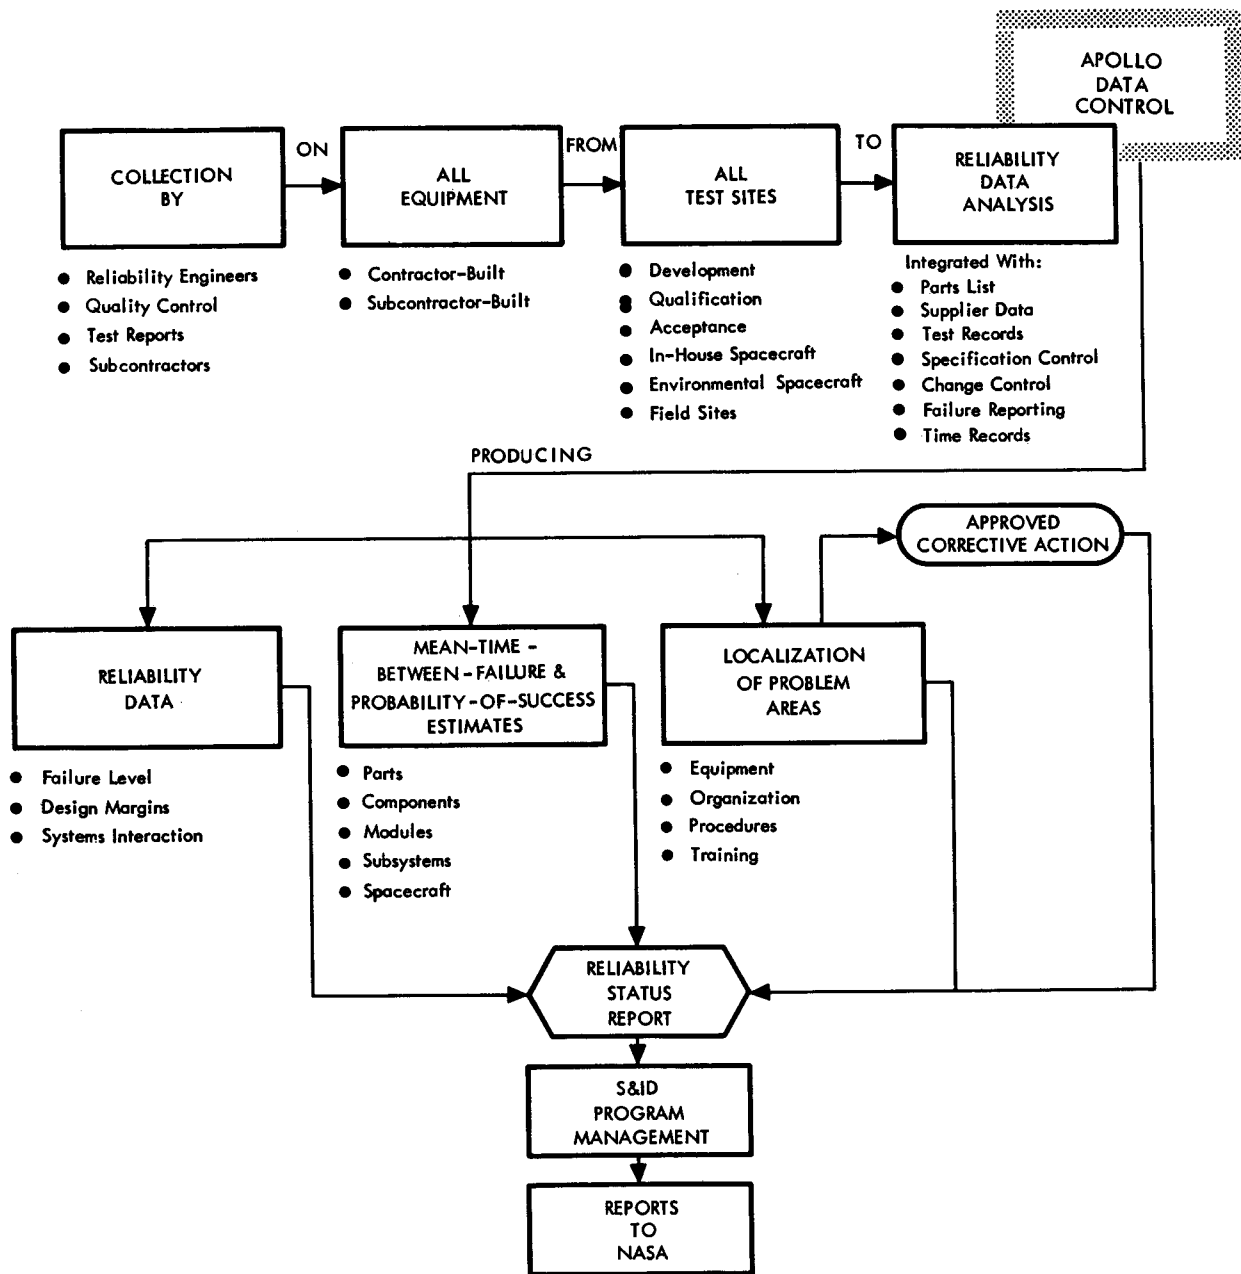 APOLLO
DATA
CONTROL
COLLECTION
BY
ON
ALL
EQUIPMENT
FROM
ALL
TEST SITES
TO
RELIABILITY
DATA
ANALYSIS
● Reliability Engineers
● Quality Control
● Test Reports
● Subcontractors
● Contractor-Built
● Subcontractor-Built
● Development
● Qualification
● Acceptance
● In-House Spacecraft
● Environmental Spacecraft
● Field Sites
Integrated With:
● Parts List
● Supplier Data
● Test Records
● Specification Control
● Change Control
● Failure Reporting
● Time Records
PRODUCING
APPROVED
CORRECTIVE ACTION
RELIABILITY
DATA
MEAN-TIME-
BETWEEN-FAILURE &
PROBABILITY-OF-SUCCESS
ESTIMATES
LOCALIZATION
OF PROBLEM
AREAS
● Failure Level
● Design Margins
● Systems Interaction
● Parts
● Components
● Modules
● Subsystems
● Spacecraft
● Equipment
● Organization
● Procedures
● Training
RELIABILITY
STATUS
REPORT
S&ID
PROGRAM
MANAGEMENT
REPORTS
TO
NASA